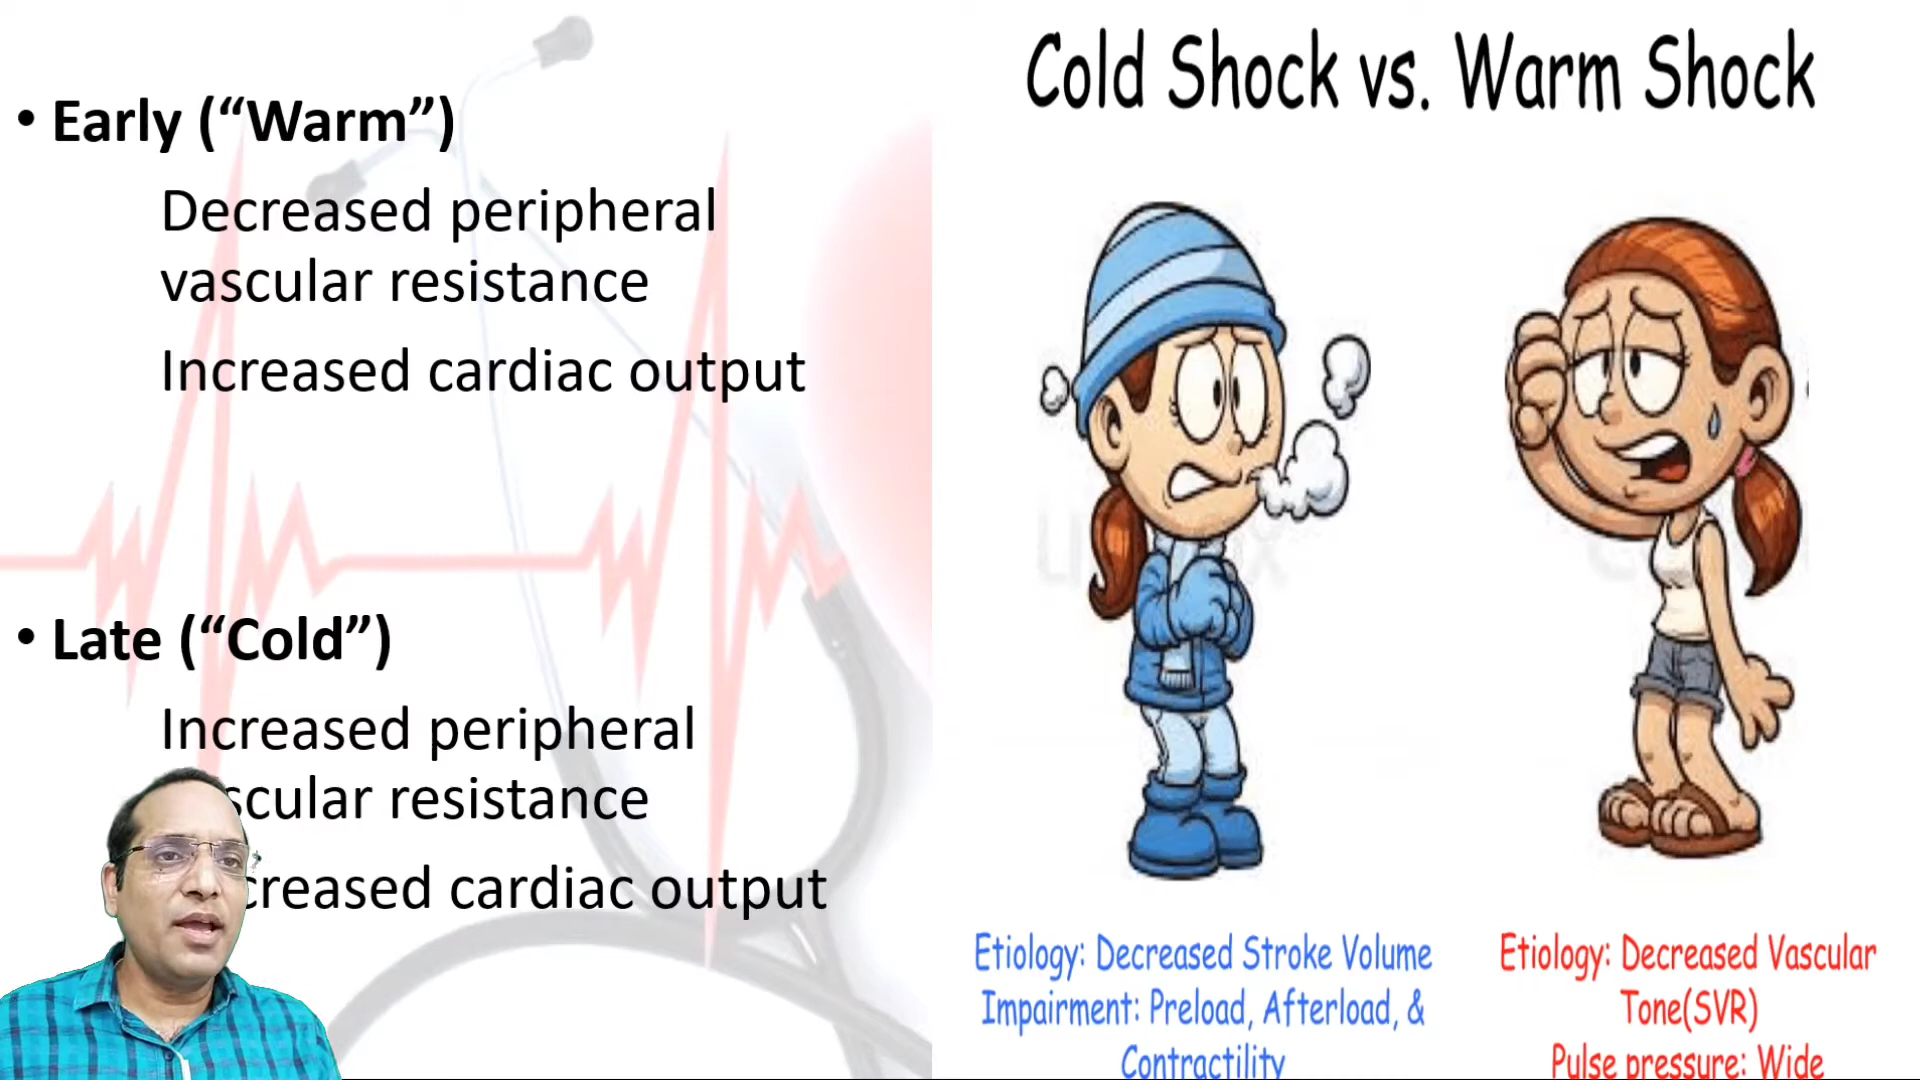 • Early (“Warm”)
Decreased peripheral
vascular resistance
Increased cardiac output
• Late (“Cold”)
Increased peripheral
scular resistance
creased cardiac output
Cold Shock vs. Warm Shock
Etiology: Decreased Stroke Volume
Impairment: Preload, Afterload, &
Contractility
Etiology: Decreased Vascular
Tone(SVR)
Pulse pressure: Wide